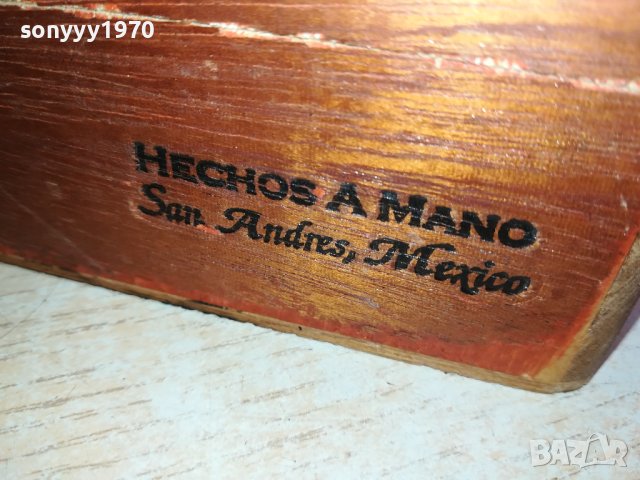 sonyyy1970
HECHOS A MANO
San Andres, Mexico
BAZAR